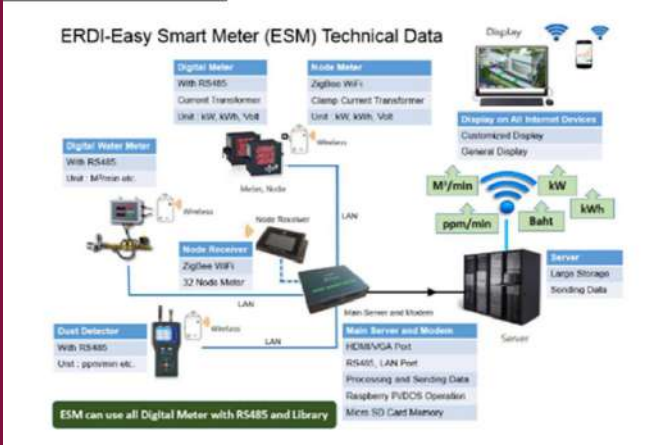 ERDI-Easy Smart Meter (ESM) Technical Data
Display
Digital Meter
With RS485
Current Transformer
Unit : kW, kWh, Volt
Node Meter
ZigBee WiFi
Clamp Current Transformer
Unit : kW, kWh, Volt
Wireless
Meter, Node
Display on All Internet Devices
Customized Display
General Display
Digital Water Meter
With RS485
Unit : M³/min etc.
Wireless
LAN
M³/min
kW
kWh
ppm/min
Baht
Node Receiver
Node Receiver
ZigBee WiFi
32 Node Meter
LAN
Main Server and Modem
Server
Large Storage
Sending Data
Server
Dust Detector
With RS485
Unit : ppm/min etc.
Wireless
LAN
Main Server and Modem
HDMI/VGA Port
RS485, LAN Port
Processing and Sending Data
Raspberry Pi/DOS Operation
Micro SD Card Memory
ESM can use all Digital Meter with RS485 and Library